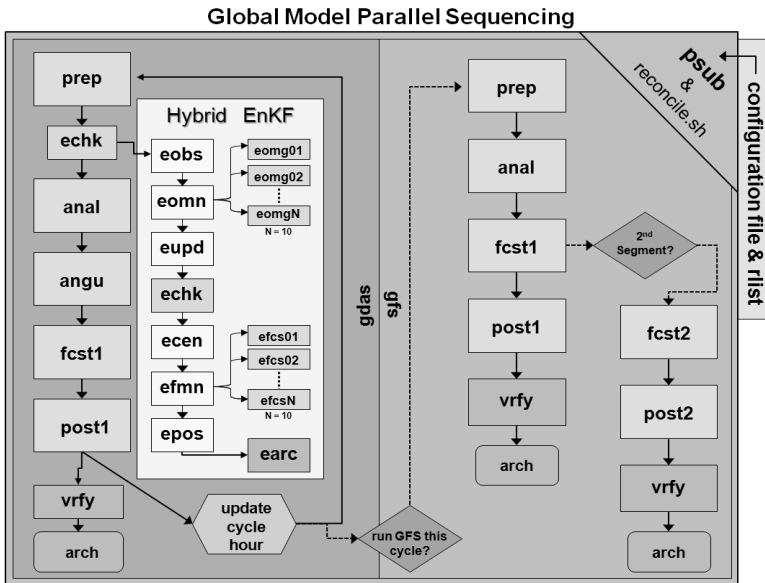 Global Model Parallel Sequencing
prep
echk
anal
angu
fcst1
post1
vrfy
arch
Hybrid EnKF
eobs
eomn
eupd
echk
ecen
efmn
epos
eomg01
eomg02
eomgN
N = 10
efcs01
efcs02
efcsN
N = 10
earc
update
cycle
hour
gdas
gfs
run GFS this
cycle?
prep
anal
fcst1
post1
vrfy
arch
2nd
Segment?
fcst2
post2
vrfy
arch
psub
&
reconcile.sh
configuration file & rlist